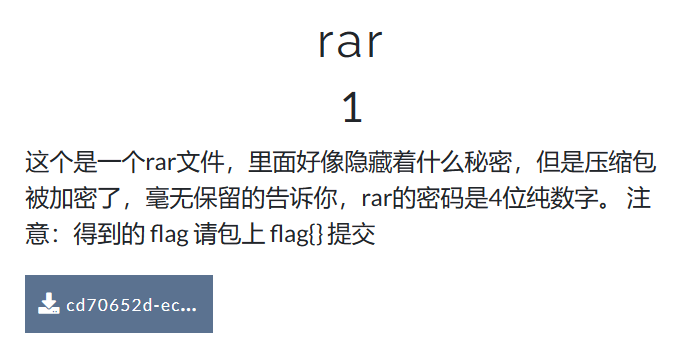 rar
1
这个是一个rar文件，里面好像隐藏着什么秘密，但是压缩包
被加密了，毫无保留的告诉你，rar的密码是4位纯数字。 注
意：得到的 flag 请包上 flag{} 提交
cd70652d-ec...